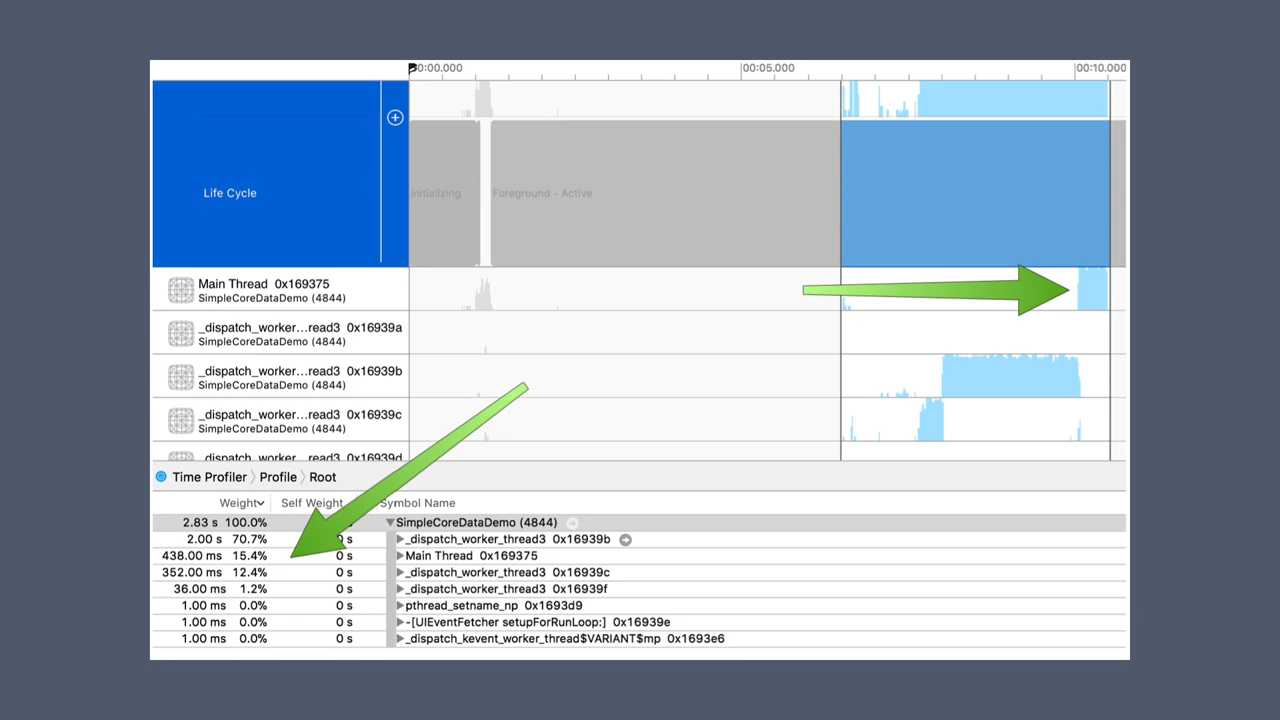 00:00.000 00:05.000 00:10.000
Life Cycle
Initializing Foreground - Active
Main Thread 0x169375
SimpleCoreDataDemo (4844)
_dispatch_worker...read3 0x16939a
SimpleCoreDataDemo (4844)
_dispatch_worker...read3 0x16939b
SimpleCoreDataDemo (4844)
_dispatch_worker...read3 0x16939c
SimpleCoreDataDemo (4844)
_dispatch_worker...read3 0x16939d
Time Profiler Profile Root
Weight Self Weight Symbol Name
2.83 s 100.0% s SimpleCoreDataDemo (4844)
2.00 s 70.7% 0 s _dispatch_worker_thread3 0x16939b
438.00 ms 15.4% 0 s Main Thread 0x169375
352.00 ms 12.4% 0 s _dispatch_worker_thread3 0x16939c
36.00 ms 1.2% 0 s _dispatch_worker_thread3 0x16939f
1.00 ms 0.0% 0 s pthread_setname_np 0x1693d9
1.00 ms 0.0% 0 s -[UIEventFetcher setupForRunLoop:] 0x16939e
1.00 ms 0.0% 0 s _dispatch_kevent_worker_thread$VARIANT$mp 0x1693e6